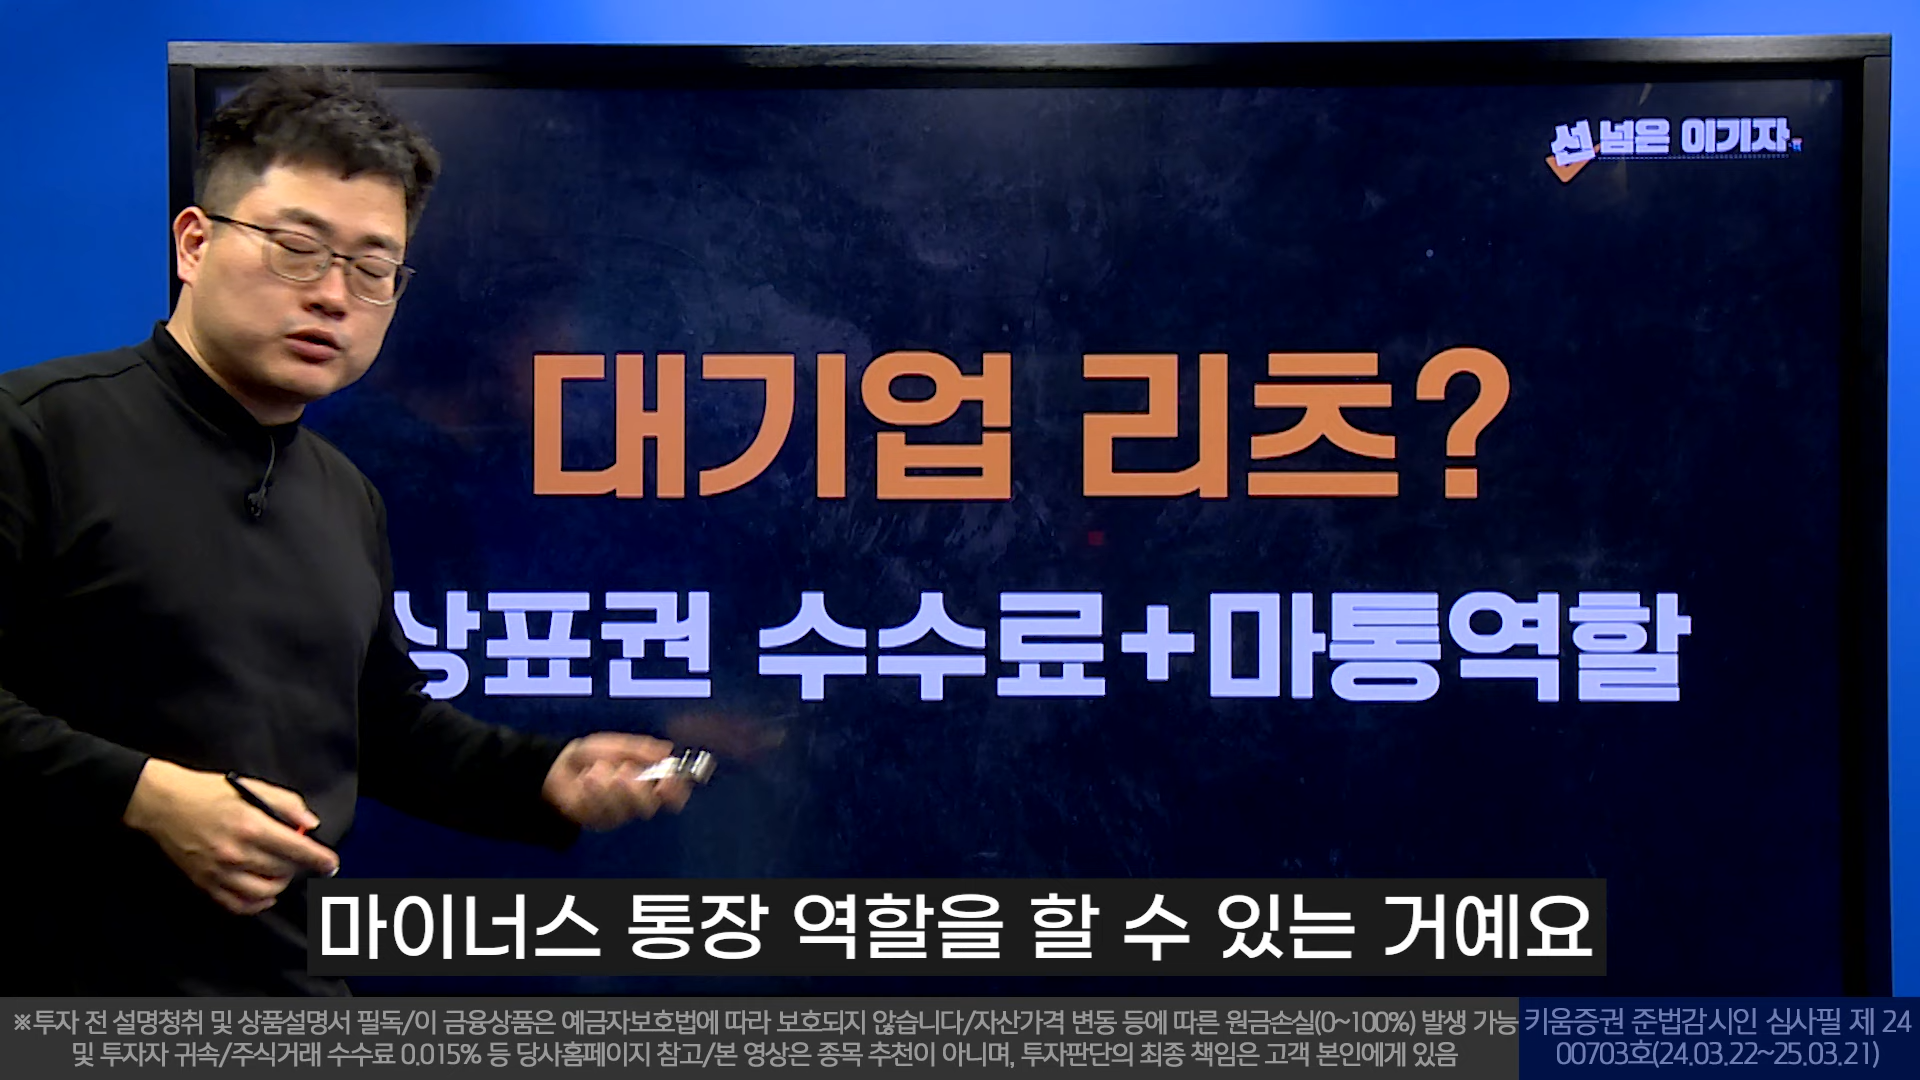 선 넘은 이기자
대기업 리츠?
상표권 수수료+마통역할
마이너스 통장 역할을 할 수 있는 거예요
※투자 전 설명청취 및 상품설명서 필독/이 금융상품은 예금자보호법에 따라 보호되지 않습니다/자산가격 변동 등에 따른 원금손실(0~100%) 발생 가능
및 투자자 귀속/주식거래 수수료 0.015% 등 당사홈페이지 참고/본 영상은 종목 추천이 아니며, 투자판단의 최종 책임은 고객 본인에게 있음
키움증권 준법감시인 심사필 제 24
00703호(24.03.22~25.03.21)